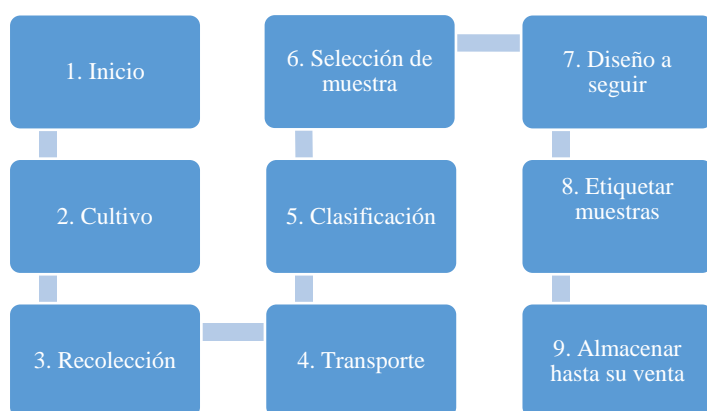 1. Inicio
2. Cultivo
3. Recolección
4. Transporte
5. Clasificación
6. Selección de
muestra
7. Diseño a
seguir
8. Etiquetar
muestras
9. Almacenar
hasta su venta